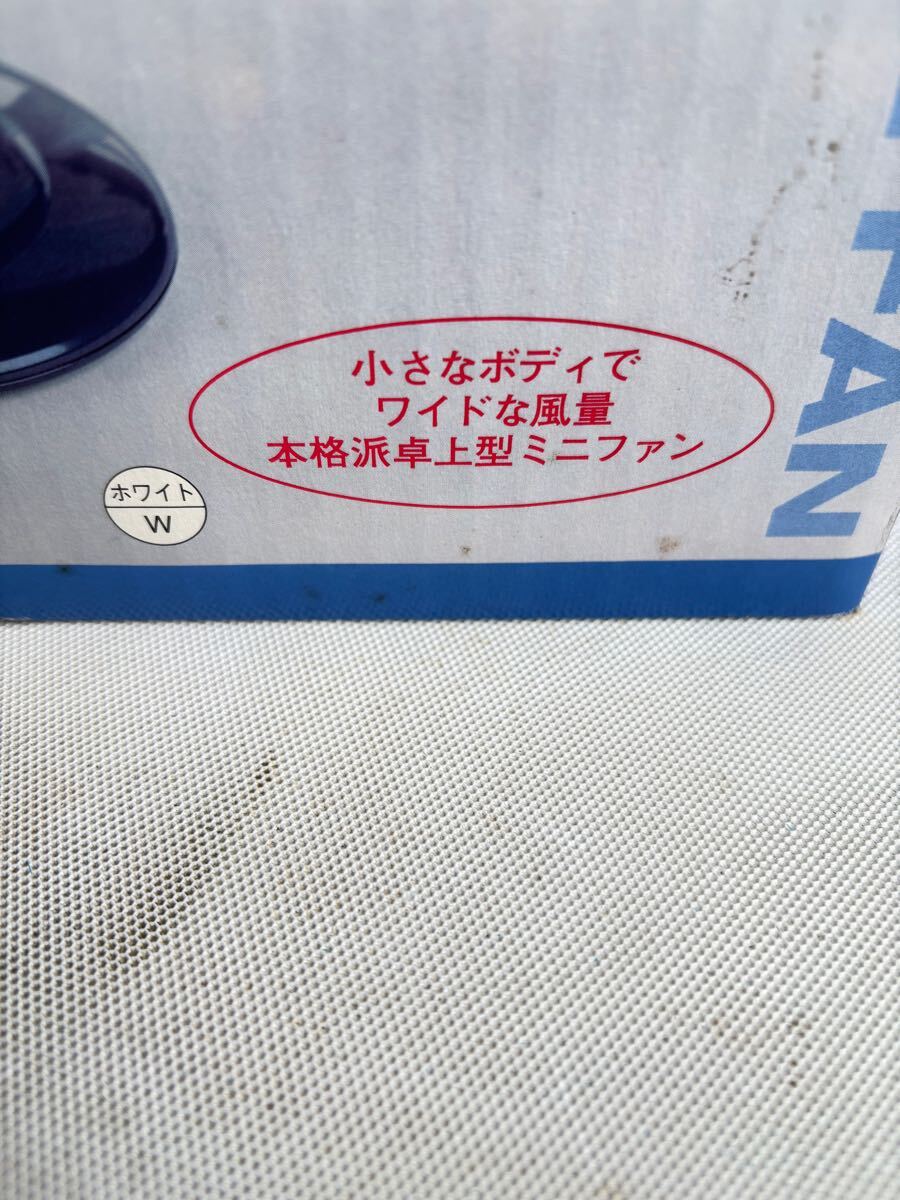 小さなボディで
ワイドな風量
本格派卓上型ミニファン
ホワイト
W
FAN